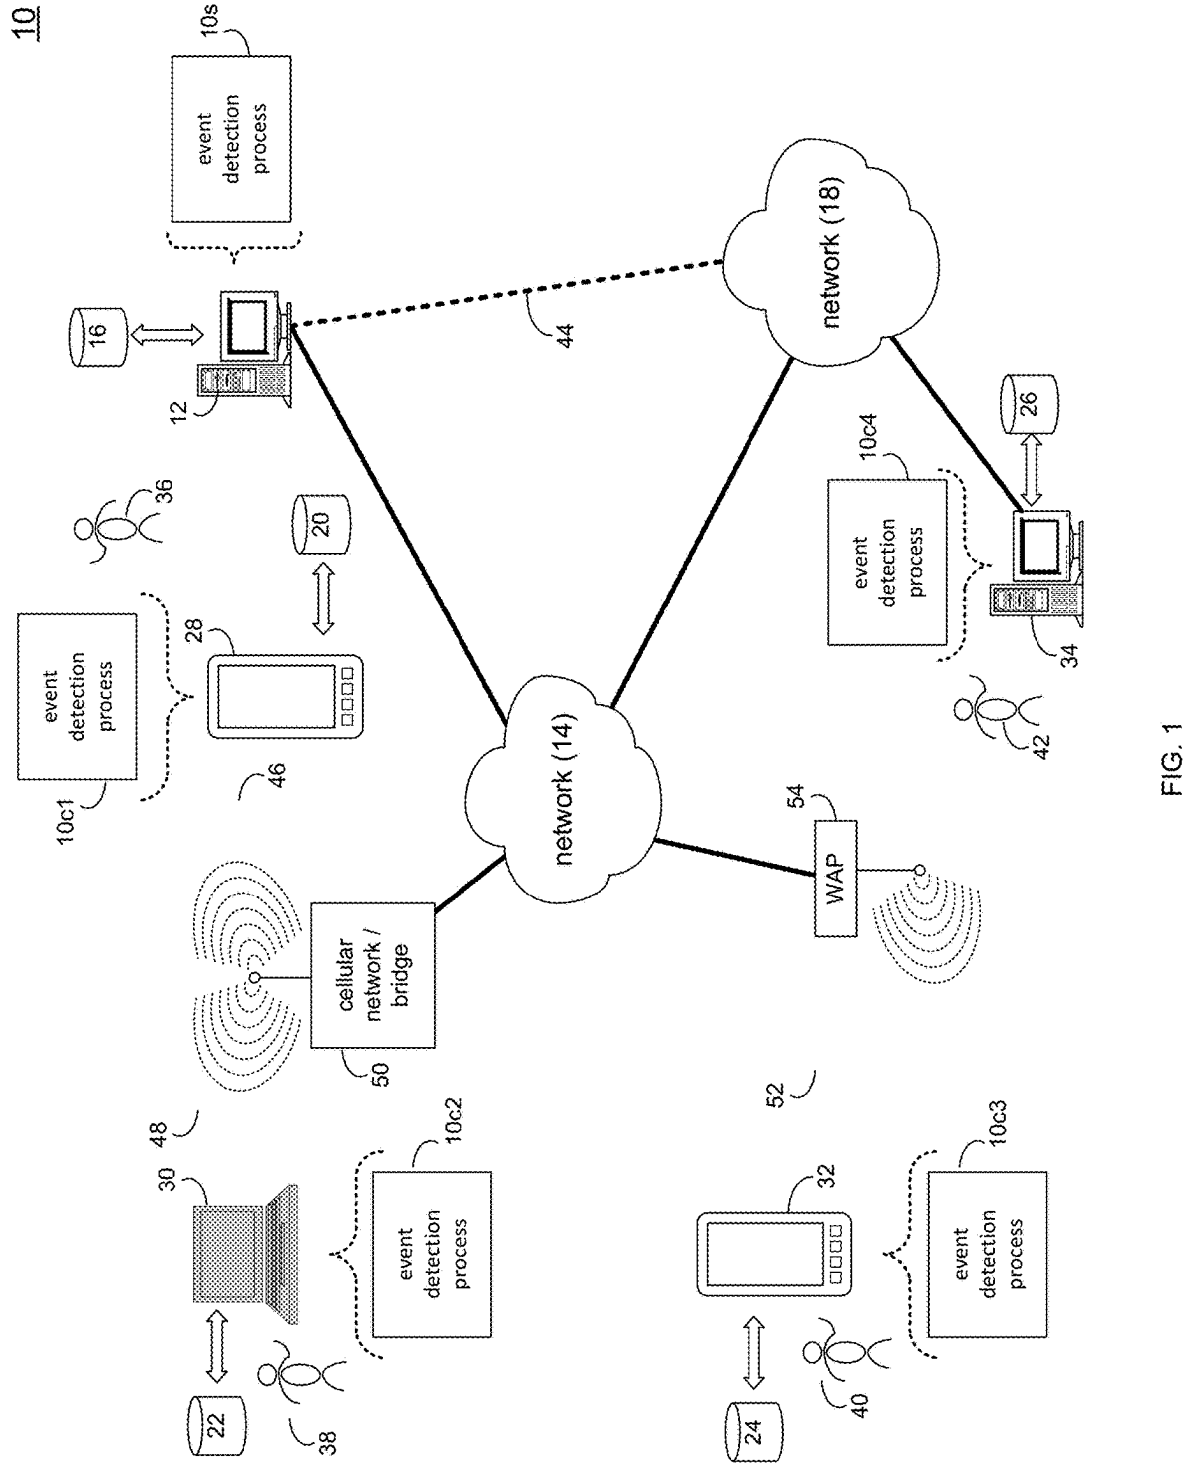 10
10s
event
detection
process
16
12
44
network (18)
36
20
event
detection
process
10c1
28
46
10c4
event
detection
process
26
34
42
network (14)
54
WAP
cellular
network /
bridge
50
48
30
10c2
event
detection
process
22
38
52
32
10c3
event
detection
process
24
40
FIG. 1